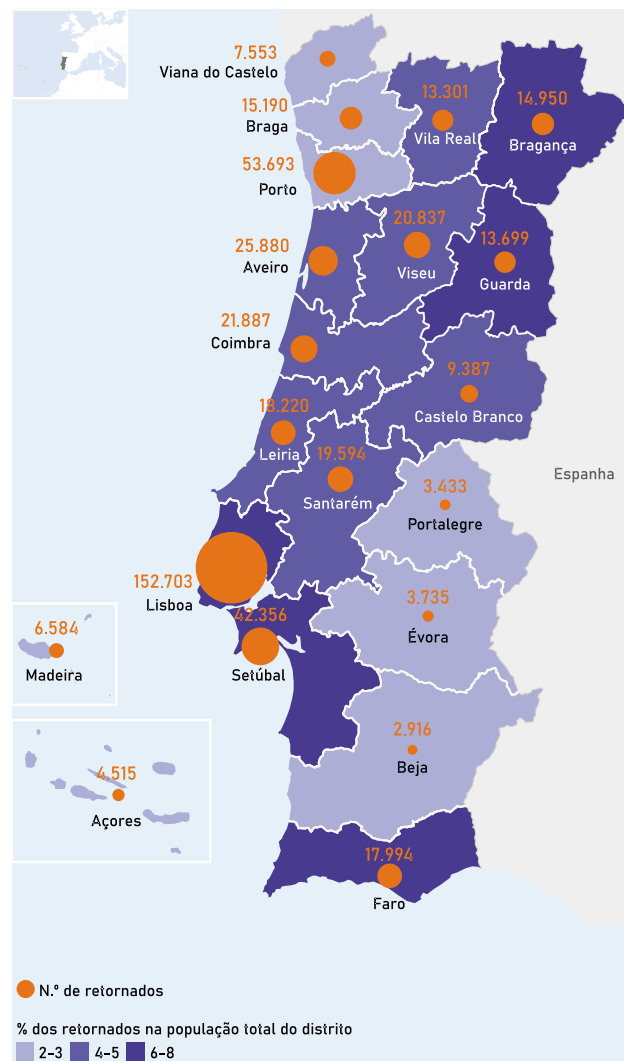 7.553
Viana do Castelo
15.190
Braga
13.301
Vila Real
14.950
Bragança
53.693
Porto
20.837
Viseu
25.880
Aveiro
13.699
Guarda
21.887
Coimbra
9.387
Castelo Branco
18.220
Leiria
19.594
Santarém
Espanha
3.433
Portalegre
152.703
Lisboa
42.356
Setúbal
3.735
Évora
6.584
Madeira
2.916
Beja
4.515
Açores
17.994
Faro
N.º de retornados
% dos retornados na população total do distrito
2–3 4–5 6–8